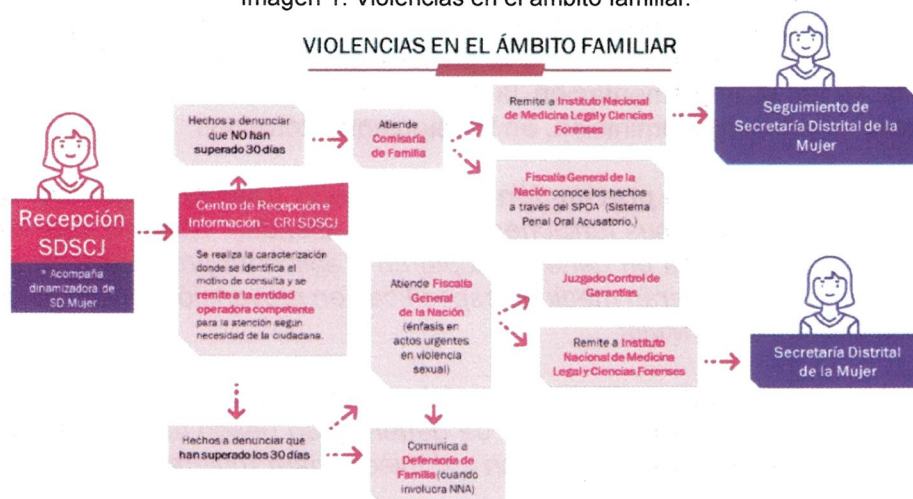 Imagen 1. Violencias en el ámbito familiar.
VIOLENCIAS EN EL ÁMBITO FAMILIAR
Recepción
SDSCJ
* Acompaña
dinamizadora de
SD Mujer
Hechos a denunciar
que NO han
superado 30 días
Centro de Recepción e
Información – CRI SDSCJ
Se realiza la caracterización
donde se identifica el
motivo de consulta y se
remite a la entidad
operadora competente
para la atención según
necesidad de la ciudadana.
Hechos a denunciar que
han superado los 30 días
Atiende
Comisaría
de Familia
Remite a Instituto Nacional
de Medicina Legal y Ciencias
Forenses
Fiscalía General de la
Nación conoce los hechos
a través del SPOA (Sistema
Penal Oral Acusatorio.)
Seguimiento de
Secretaría Distrital de la
Mujer
Atiende Fiscalía
General
de la Nación
(énfasis en
actos urgentes
en violencia
sexual)
Comunica a
Defensoría de
Familia (cuando
involucra NNA)
Juzgado Control de
Garantías
Remite a Instituto
Nacional de Medicina
Legal y Ciencias Forenses
Secretaría Distrital
de la Mujer